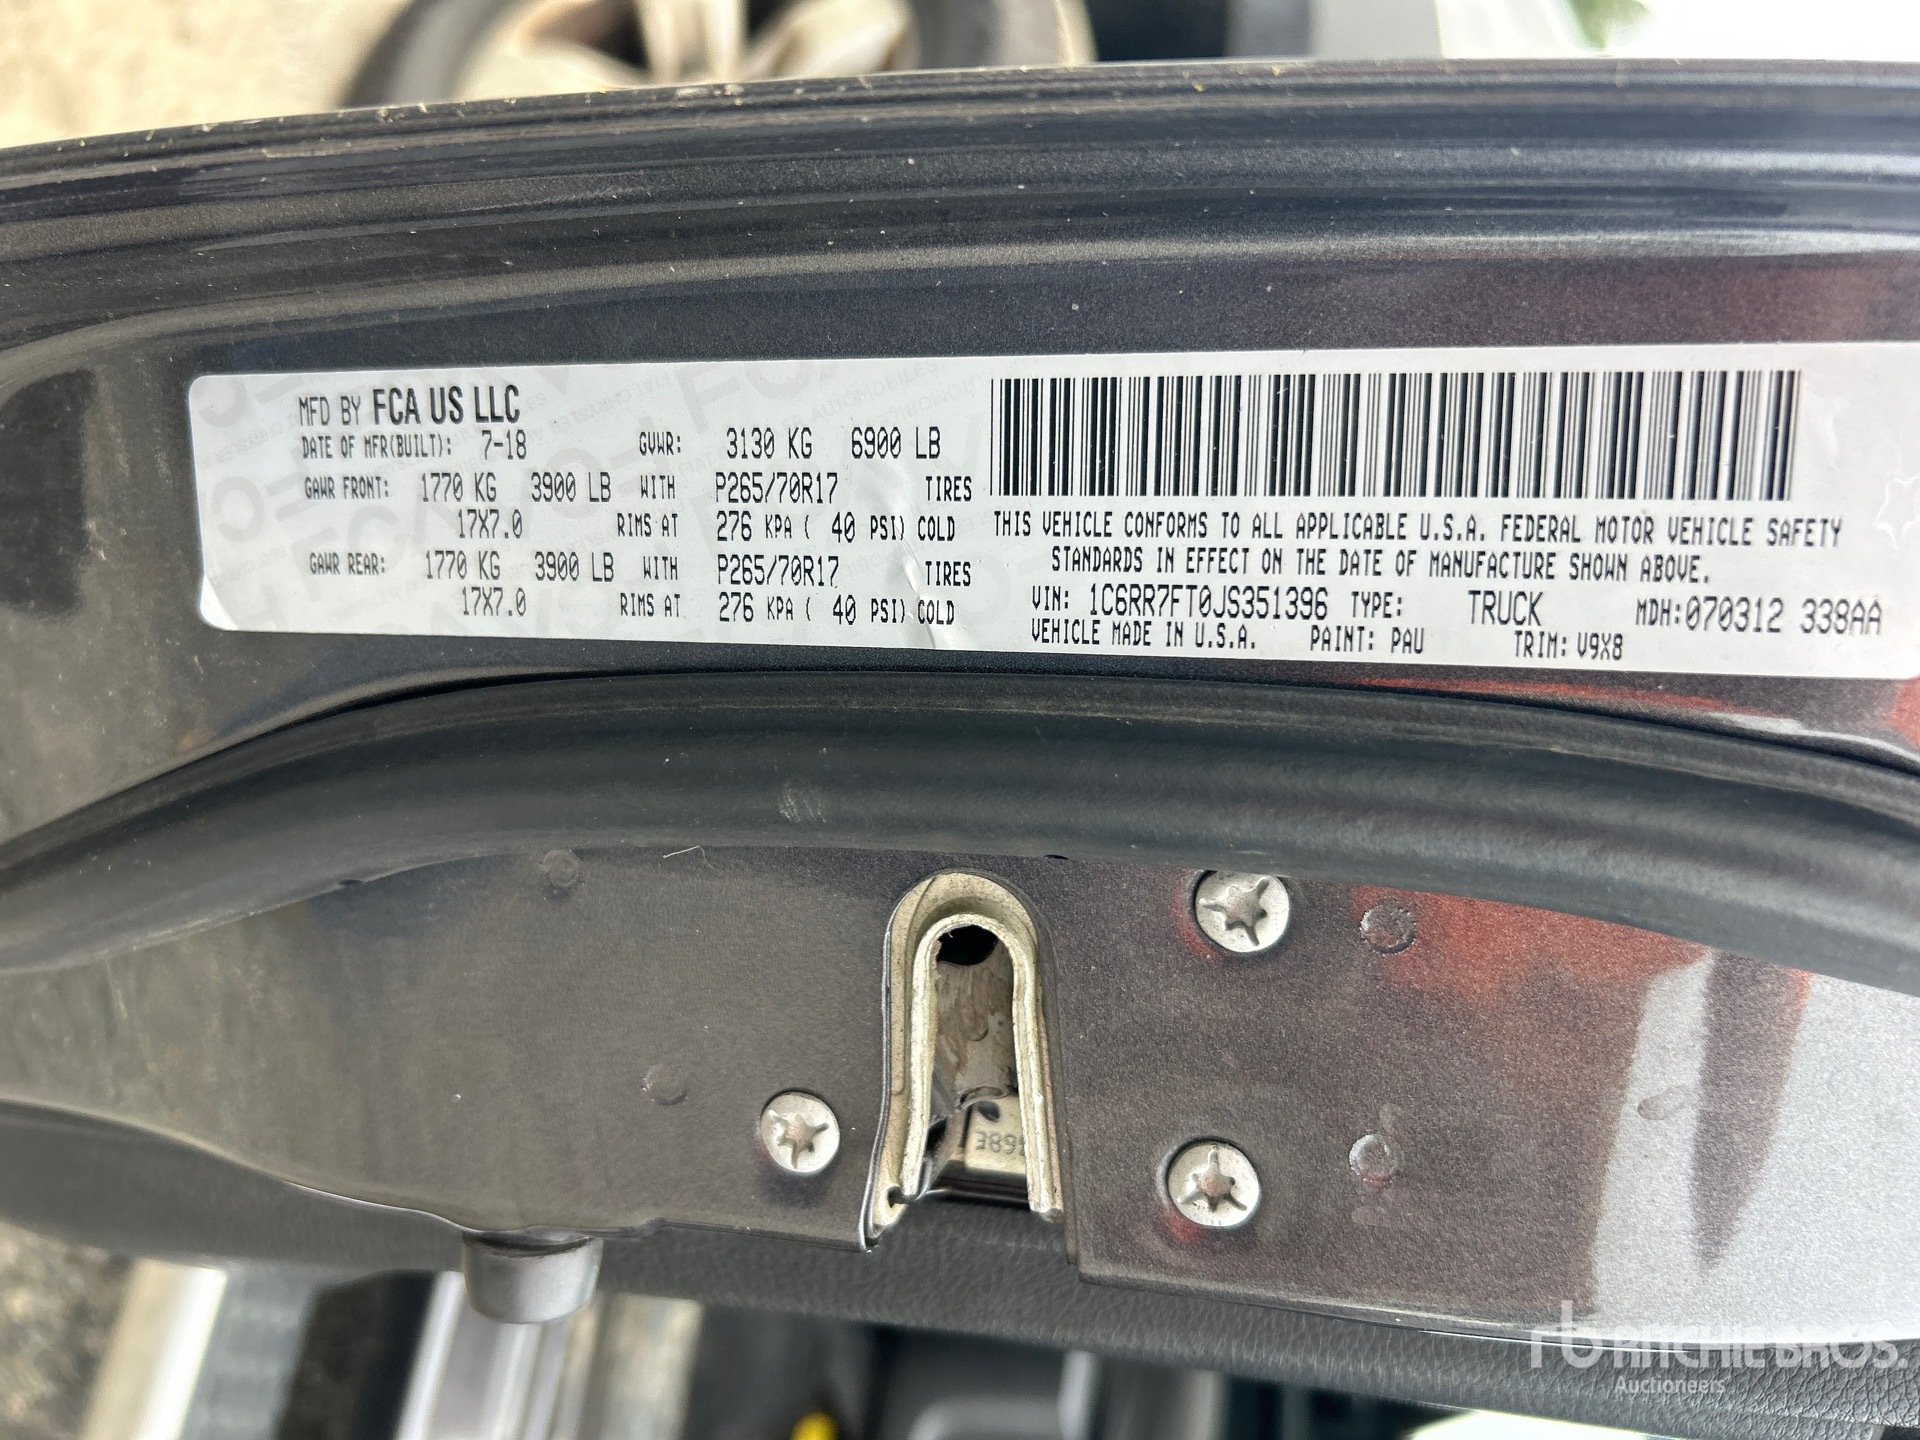 MFD BY FCA US LLC
DATE OF MFR(BUILT): 7-18 GVWR: 3130 KG 6900 LB
GAWR FRONT: 1770 KG 3900 LB WITH P265/70R17 TIRES
17X7.0 RIMS AT 276 KPA ( 40 PSI) COLD
GAWR REAR: 1770 KG 3900 LB WITH P265/70R17 TIRES
17X7.0 RIMS AT 276 KPA ( 40 PSI) COLD
THIS VEHICLE CONFORMS TO ALL APPLICABLE U.S.A. FEDERAL MOTOR VEHICLE SAFETY
STANDARDS IN EFFECT ON THE DATE OF MANUFACTURE SHOWN ABOVE.
VIN: 1C6RR7FT0JS351396 TYPE: TRUCK MDH:070312 338AA
VEHICLE MADE IN U.S.A. PAINT: PAU TRIM: V9X8
rb RITCHIE BROS.
Auctioneers